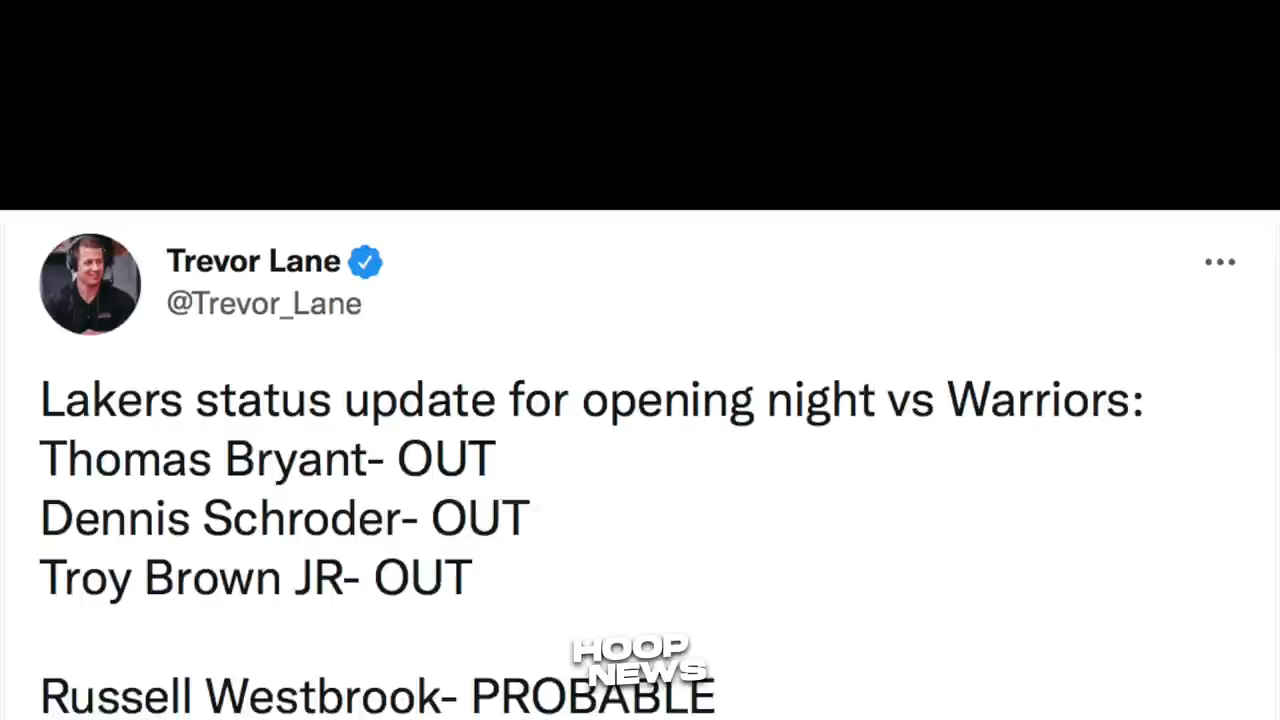 Trevor Lane
@Trevor_Lane
Lakers status update for opening night vs Warriors:
Thomas Bryant- OUT
Dennis Schroder- OUT
Troy Brown JR- OUT
HOOP
NEWS
Russell Westbrook- PROBABLE